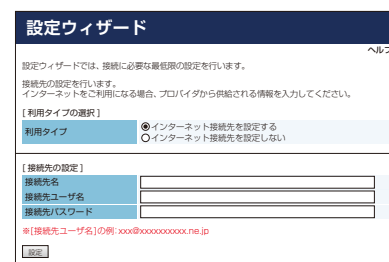 設定ウィザード
ヘルプ
設定ウィザードでは、接続に必要な最低限の設定を行います。
接続先の設定を行います。
インターネットをご利用になる場合、プロバイダから供給される情報を入力してください。
[利用タイプの選択]
利用タイプ
インターネット接続先を設定する
インターネット接続先を設定しない
[接続先の設定]
接続先名
接続先ユーザ名
接続先パスワード
※[接続先ユーザ名]の例:xxx@xxxxxxxxxx.ne.jp
設定